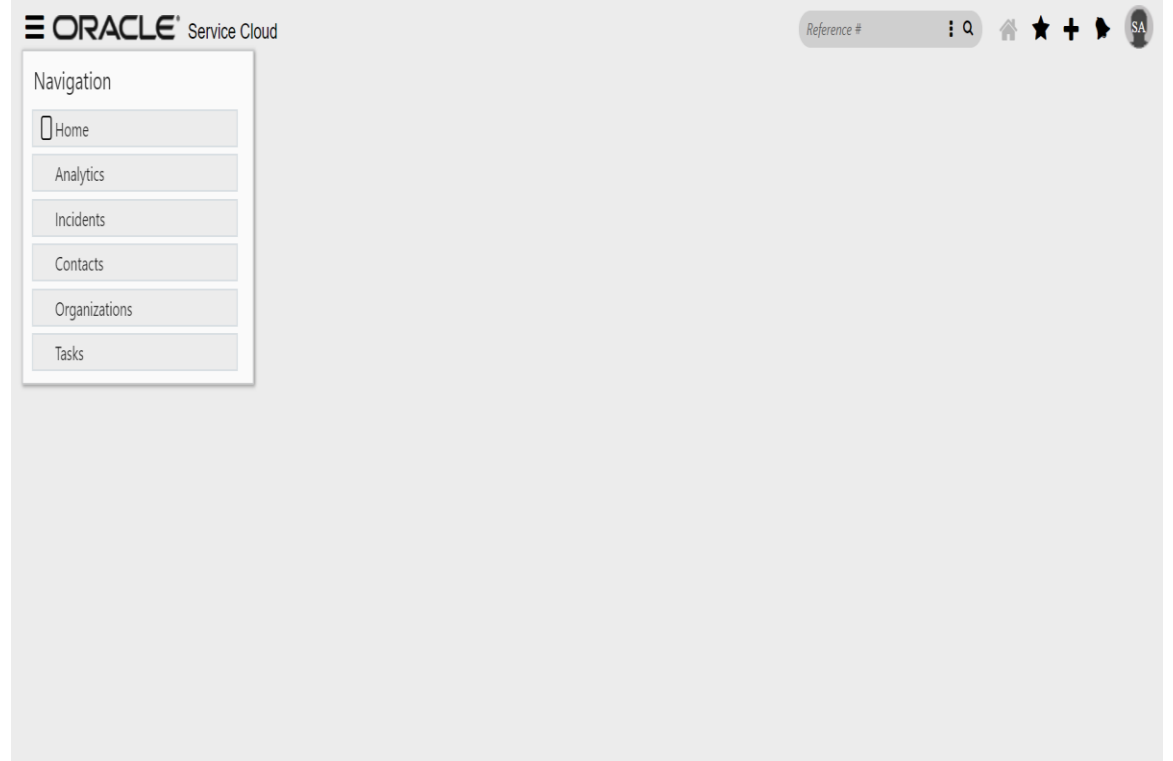 ORACLE® Service Cloud
Reference #
SA
Navigation
Home
Analytics
Incidents
Contacts
Organizations
Tasks